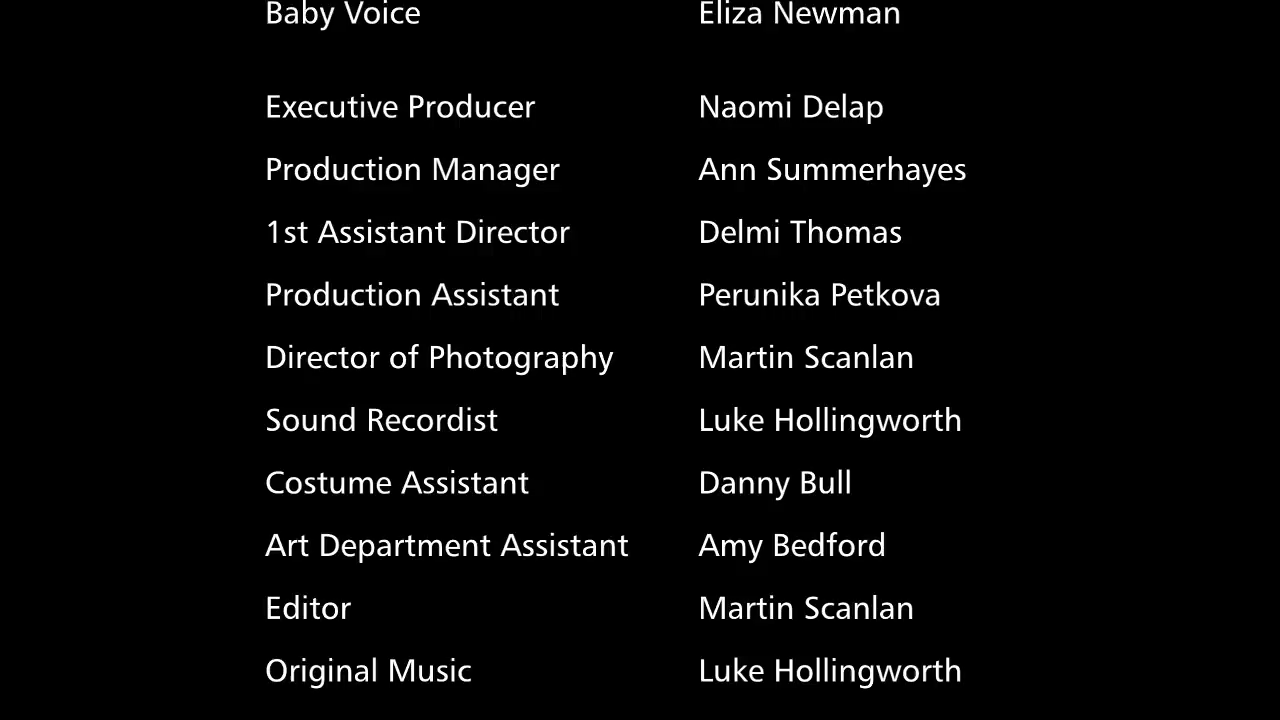 Baby Voice Eliza Newman
Executive Producer Naomi Delap
Production Manager Ann Summerhayes
1st Assistant Director Delmi Thomas
Production Assistant Perunika Petkova
Director of Photography Martin Scanlan
Sound Recordist Luke Hollingworth
Costume Assistant Danny Bull
Art Department Assistant Amy Bedford
Editor Martin Scanlan
Original Music Luke Hollingworth